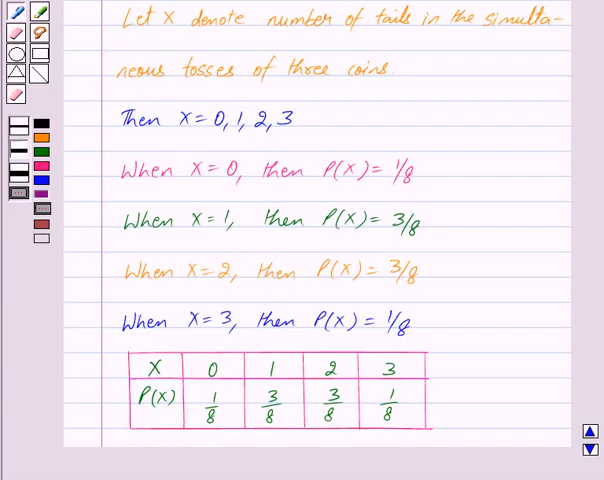 Let X denote number of tails in the simulta-
neous tosses of three coins.
Then X = 0, 1, 2, 3
When X = 0, then P(X) = 1/8
When X = 1, then P(X) = 3/8
When X = 2, then P(X) = 3/8
When X = 3, then P(X) = 1/8
X 0 1 2 3
P(X) 1/8 3/8 3/8 1/8